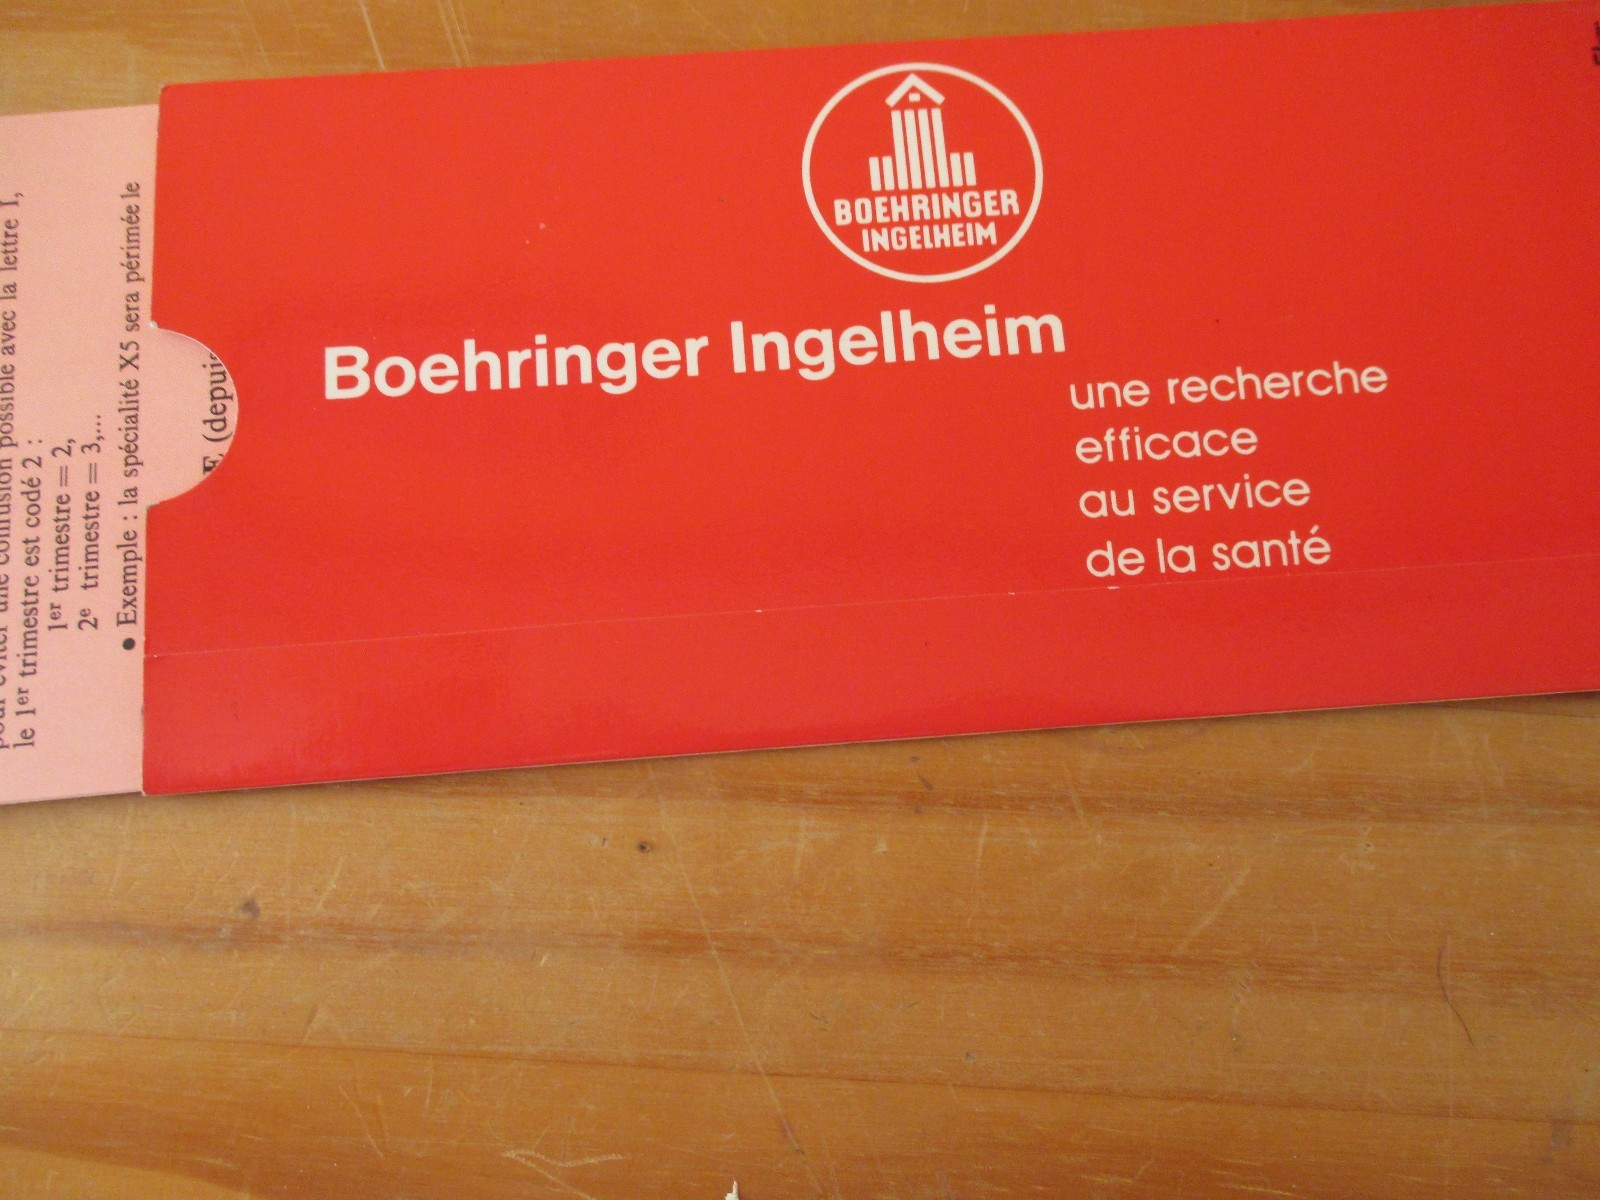 BOEHRINGER
INGELHEIM
Boehringer Ingelheim
une recherche
efficace
au service
de la santé
pour éviter une confusion possible avec la lettre I,
le 1er trimestre est codé 2 :
1er trimestre = 2,
2e trimestre = 3,...
• Exemple : la spécialité X5 sera périmée le
E (depuis